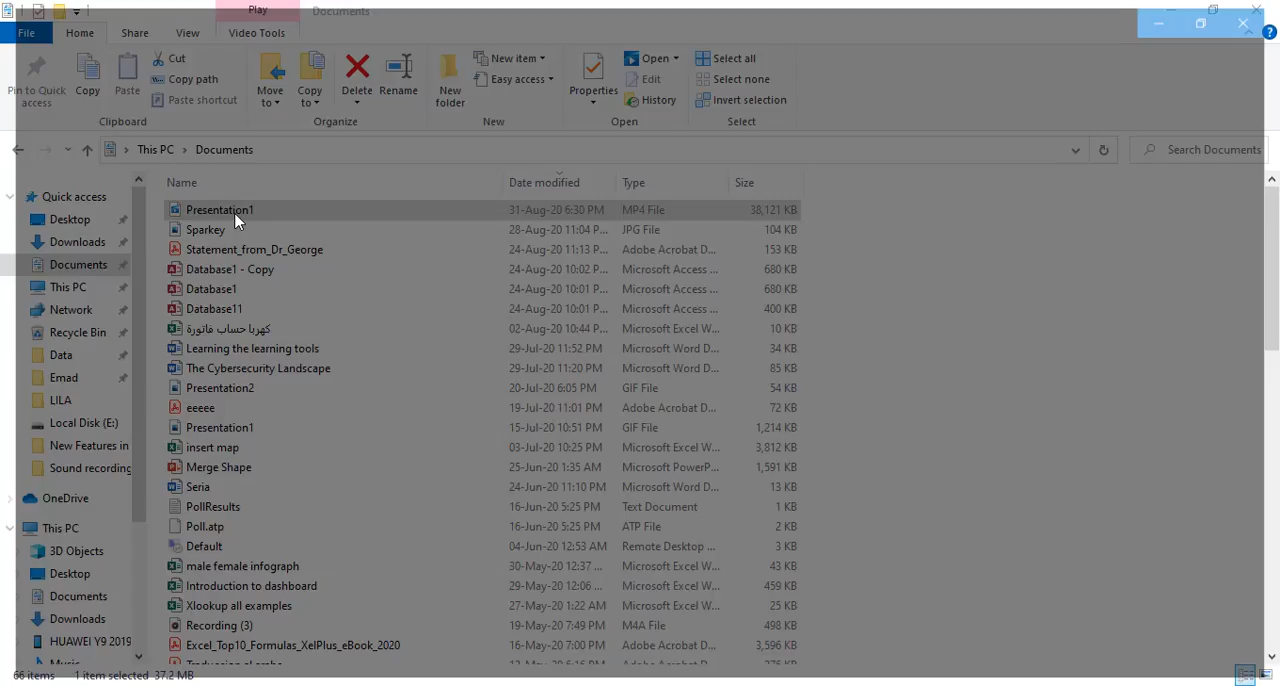 Play
Documents
File Home Share View Video Tools
Pin to Quick access
Copy
Paste
Cut
Copy path
Paste shortcut
Clipboard
Move to
Copy to
Delete
Rename
Organize
New folder
New item
Easy access
New
Properties
Open
Edit
History
Open
Select all
Select none
Invert selection
Select
This PC > Documents
Search Documents
Name Date modified Type Size
Quick access
Desktop
Downloads
Documents
This PC
Network
Recycle Bin
Data
Emad
LILA
Local Disk (E:)
New Features in
Sound recording
OneDrive
This PC
3D Objects
Desktop
Documents
Downloads
HUAWEI Y9 2019
Music
Presentation1 31-Aug-20 6:30 PM MP4 File 38,121 KB
Sparkey 28-Aug-20 11:04 P... JPG File 104 KB
Statement_from_Dr_George 24-Aug-20 11:13 P... Adobe Acrobat D... 153 KB
Database1 - Copy 24-Aug-20 10:02 P... Microsoft Access ... 680 KB
Database1 24-Aug-20 10:01 P... Microsoft Access ... 680 KB
Database11 24-Aug-20 10:01 P... Microsoft Access ... 400 KB
كهربا حساب فاتورة 02-Aug-20 10:44 P... Microsoft Excel W... 10 KB
Learning the learning tools 29-Jul-20 11:52 PM Microsoft Word D... 34 KB
The Cybersecurity Landscape 29-Jul-20 11:20 PM Microsoft Word D... 85 KB
Presentation2 20-Jul-20 6:05 PM GIF File 54 KB
eeeee 19-Jul-20 11:01 PM Adobe Acrobat D... 72 KB
Presentation1 15-Jul-20 10:51 PM GIF File 1,214 KB
insert map 03-Jul-20 10:25 PM Microsoft Excel W... 3,812 KB
Merge Shape 25-Jun-20 1:35 AM Microsoft PowerP... 1,591 KB
Seria 24-Jun-20 11:10 PM Microsoft Word D... 13 KB
PollResults 16-Jun-20 5:25 PM Text Document 1 KB
Poll.atp 16-Jun-20 5:25 PM ATP File 2 KB
Default 04-Jun-20 12:53 AM Remote Desktop ... 3 KB
male female infograph 30-May-20 12:37 ... Microsoft Excel W... 43 KB
Introduction to dashboard 29-May-20 12:06 ... Microsoft Excel W... 459 KB
Xlookup all examples 27-May-20 1:22 AM Microsoft Excel W... 25 KB
Recording (3) 19-May-20 7:49 PM M4A File 498 KB
Excel_Top10_Formulas_XelPlus_eBook_2020 16-May-20 7:00 PM Adobe Acrobat D... 3,596 KB
66 items 1 item selected 37.2 MB